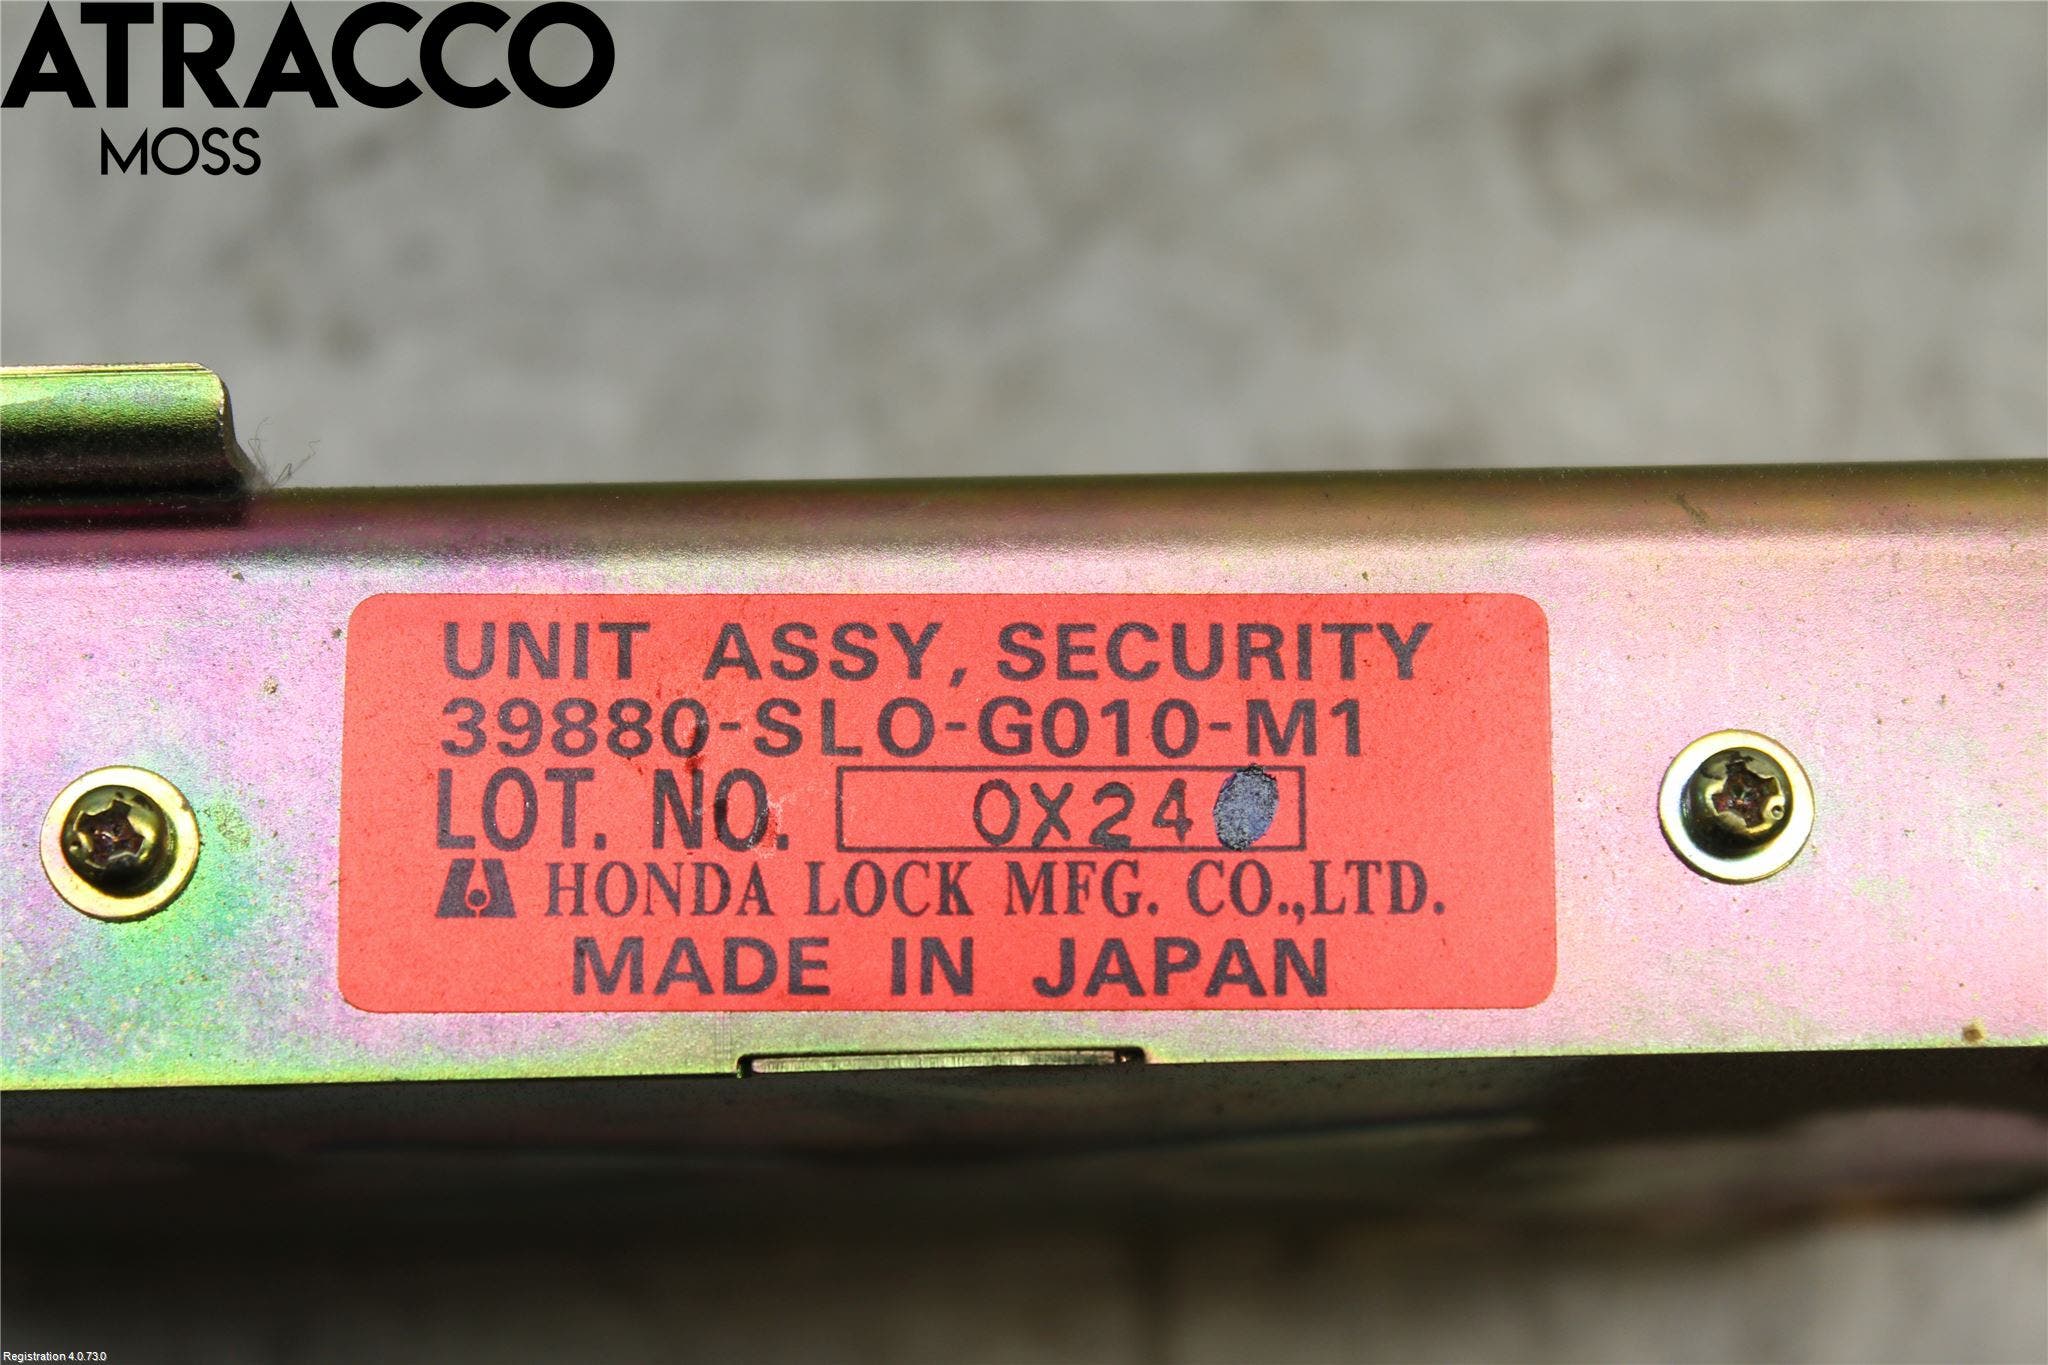 ATRACCO
MOSS
UNIT ASSY, SECURITY
39880-SLO-G010-M1
LOT. NO. 0X24
HONDA LOCK MFG. CO.,LTD.
MADE IN JAPAN
Registration 4.0.73.0